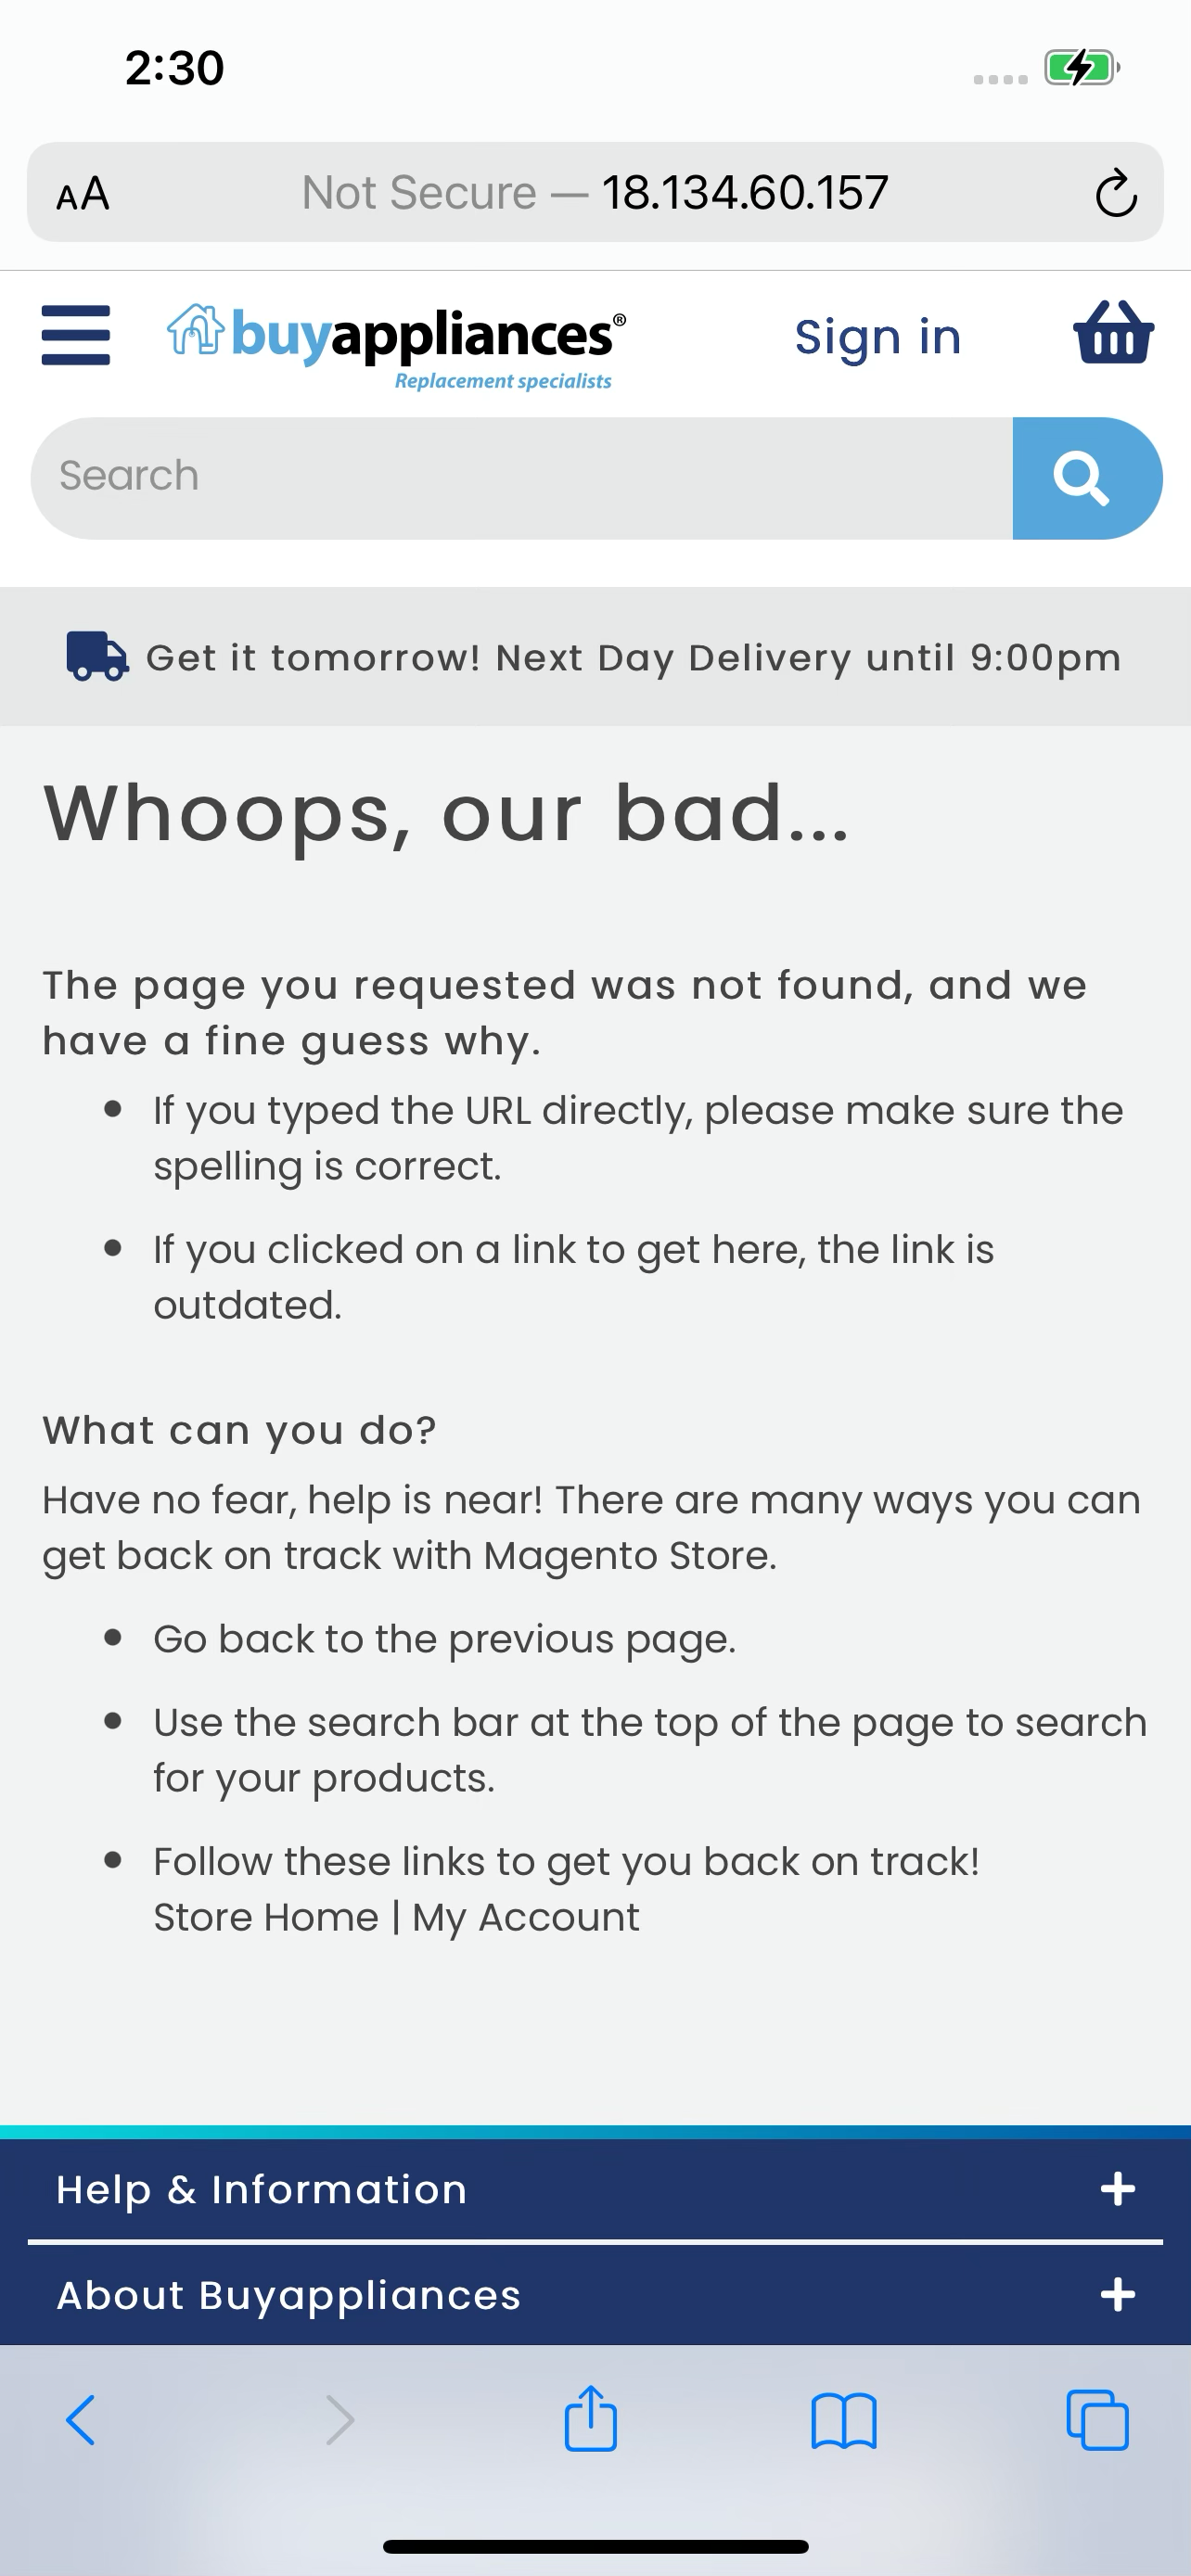 2:30
AA
Not Secure — 18.134.60.157
buyappliances®
Replacement specialists
Sign in
Search
Get it tomorrow! Next Day Delivery until 9:00pm
Whoops, our bad...
The page you requested was not found, and we
have a fine guess why.
If you typed the URL directly, please make sure the
spelling is correct.
If you clicked on a link to get here, the link is
outdated.
What can you do?
Have no fear, help is near! There are many ways you can
get back on track with Magento Store.
Go back to the previous page.
Use the search bar at the top of the page to search
for your products.
Follow these links to get you back on track!
Store Home | My Account
Help & Information
About Buyappliances